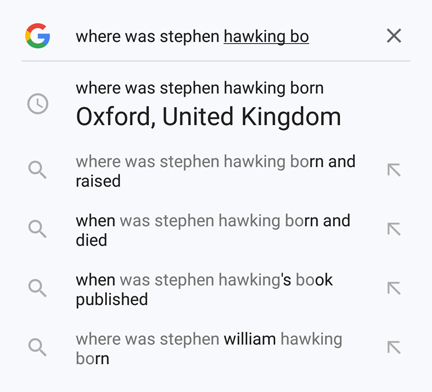 where was stephen hawking bo
where was stephen hawking born
Oxford, United Kingdom
where was stephen hawking born and
raised
when was stephen hawking born and
died
when was stephen hawking's book
published
where was stephen william hawking
born